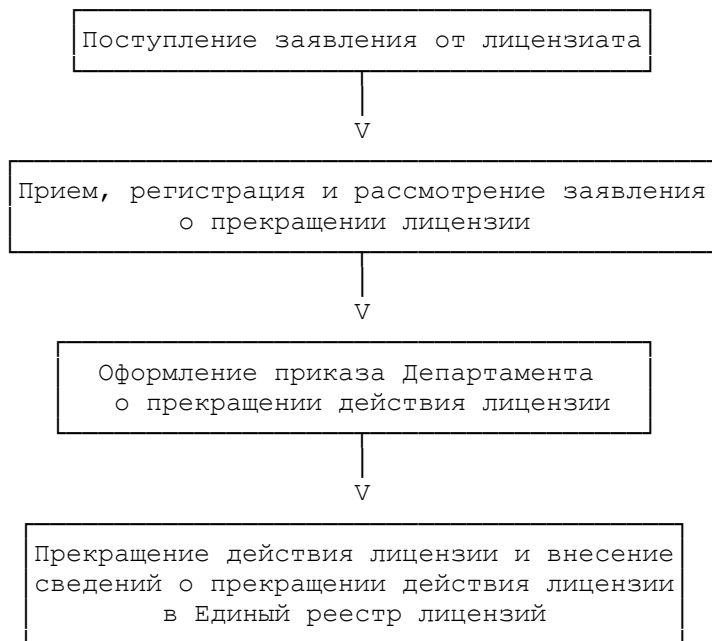 Поступление заявления от лицензиата
V
Прием, регистрация и рассмотрение заявления
о прекращении лицензии
V
Оформление приказа Департамента
о прекращении действия лицензии
V
Прекращение действия лицензии и внесение
сведений о прекращении действия лицензии
в Единый реестр лицензий